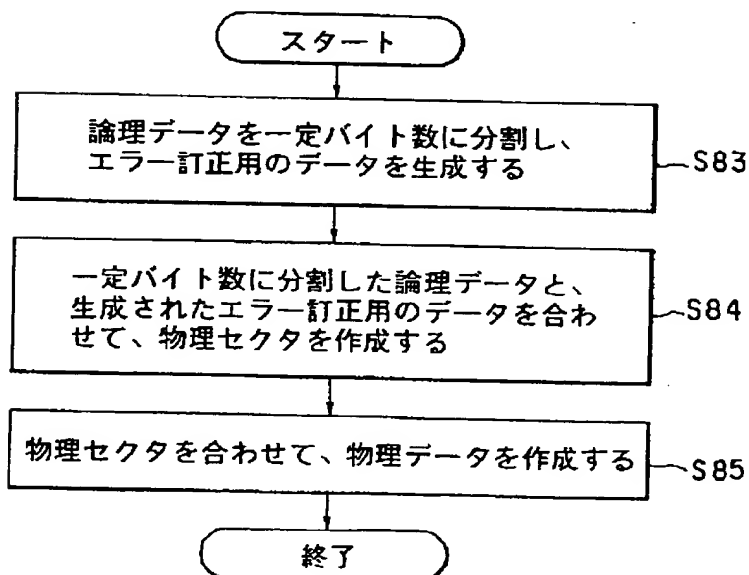 スタート
論理データを一定バイト数に分割し、
エラー訂正用のデータを生成する
S83
一定バイト数に分割した論理データと、
生成されたエラー訂正用のデータを合わ
せて、物理セクタを作成する
S84
物理セクタを合わせて、物理データを作成する
S85
終了